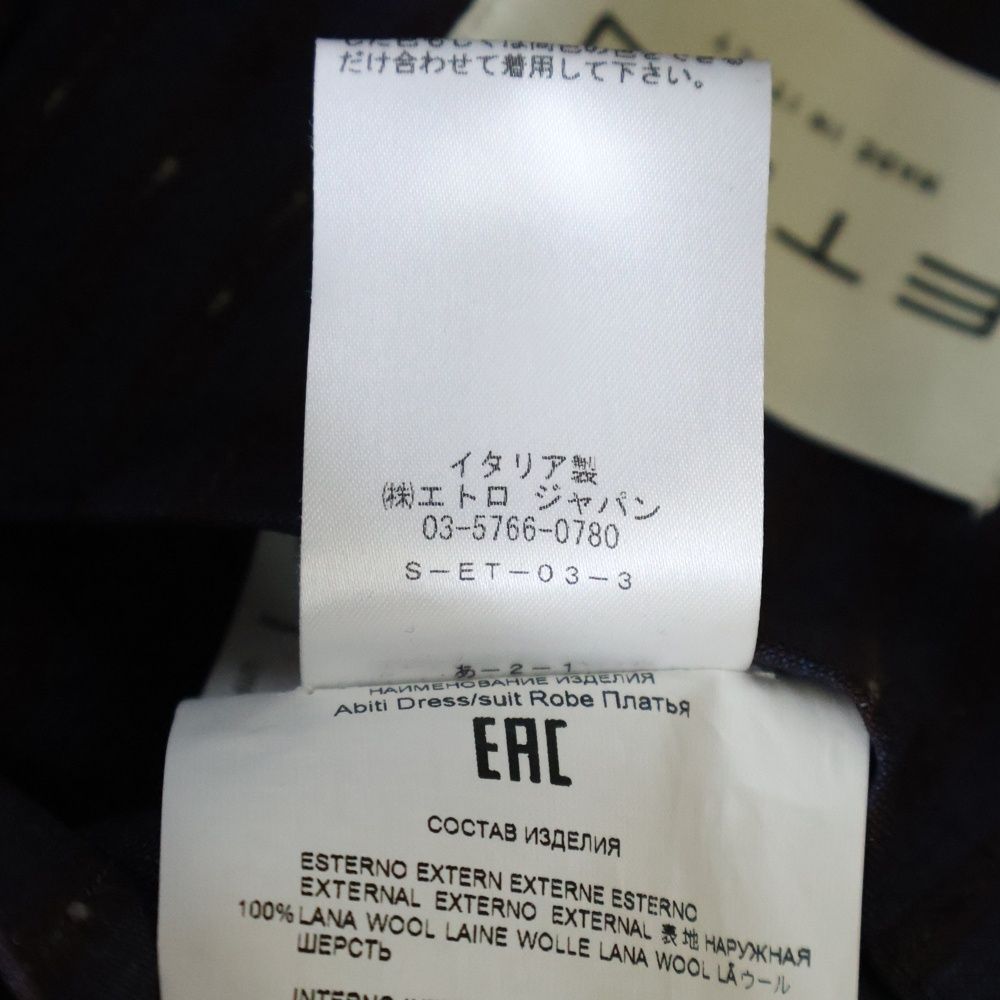 だけ合わせて着用して下さい。
イタリア製
㈱エトロ ジャパン
03-5766-0780
S-ET-03-3
あ-2-1
НАИМЕНОВАНИЕ ИЗДЕЛИЯ
Abiti Dress/suit Robe Платья
EAC
СОСТАВ ИЗДЕЛИЯ
ESTERNO EXTERN EXTERNE ESTERNO
EXTERNAL EXTERNO EXTERNAL 表地 НАРУЖНАЯ
100% LANA WOOL LAINE WOLLE LANA WOOL LÃ ウール
ШЕРСТЬ
ET